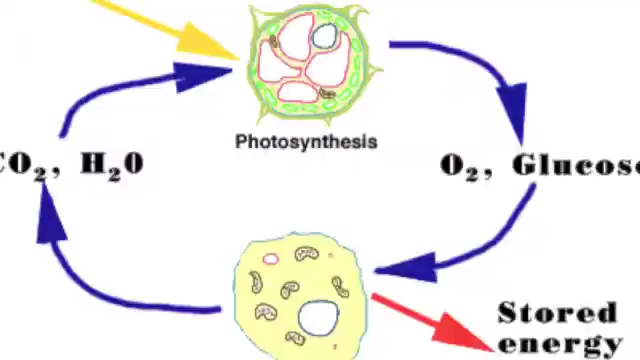 Photosynthesis
CO₂, H₂O
O₂, Glucose
Stored
energy